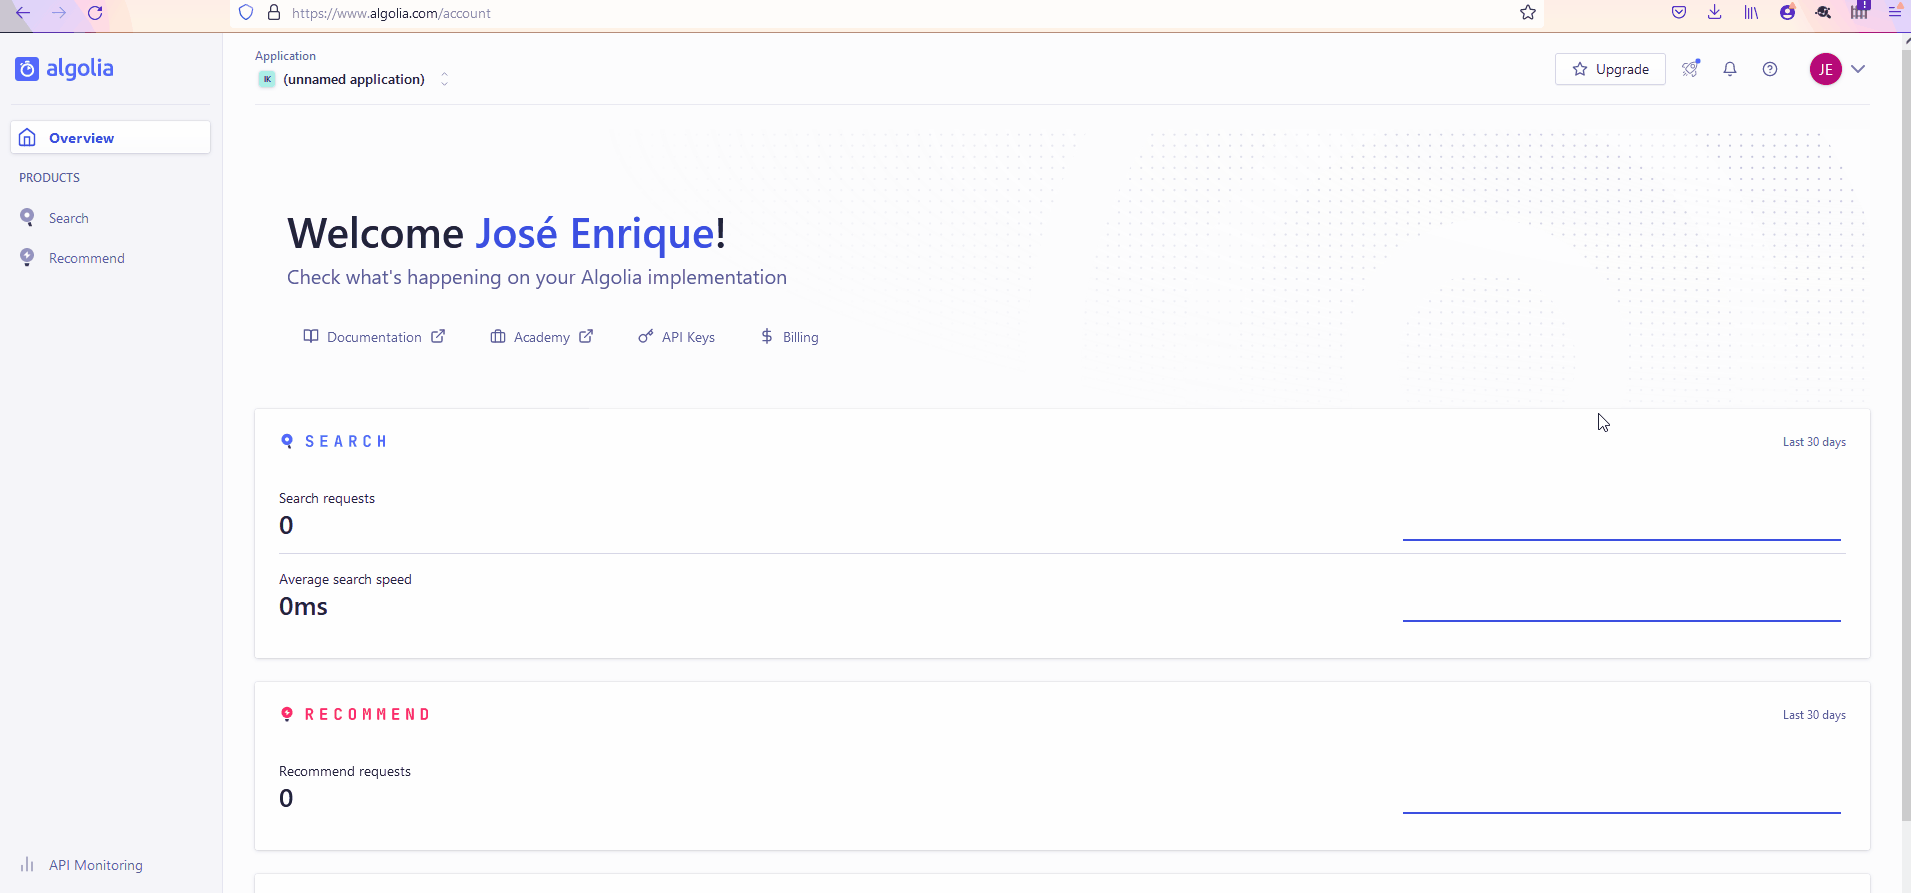 https://www.algolia.com/account
algolia
Application
IK (unnamed application)
Upgrade
JE
Overview
PRODUCTS
Search
Recommend
Welcome José Enrique!
Check what's happening on your Algolia implementation
Documentation
Academy
API Keys
Billing
SEARCH
Last 30 days
Search requests
0
Average search speed
0ms
RECOMMEND
Last 30 days
Recommend requests
0
API Monitoring